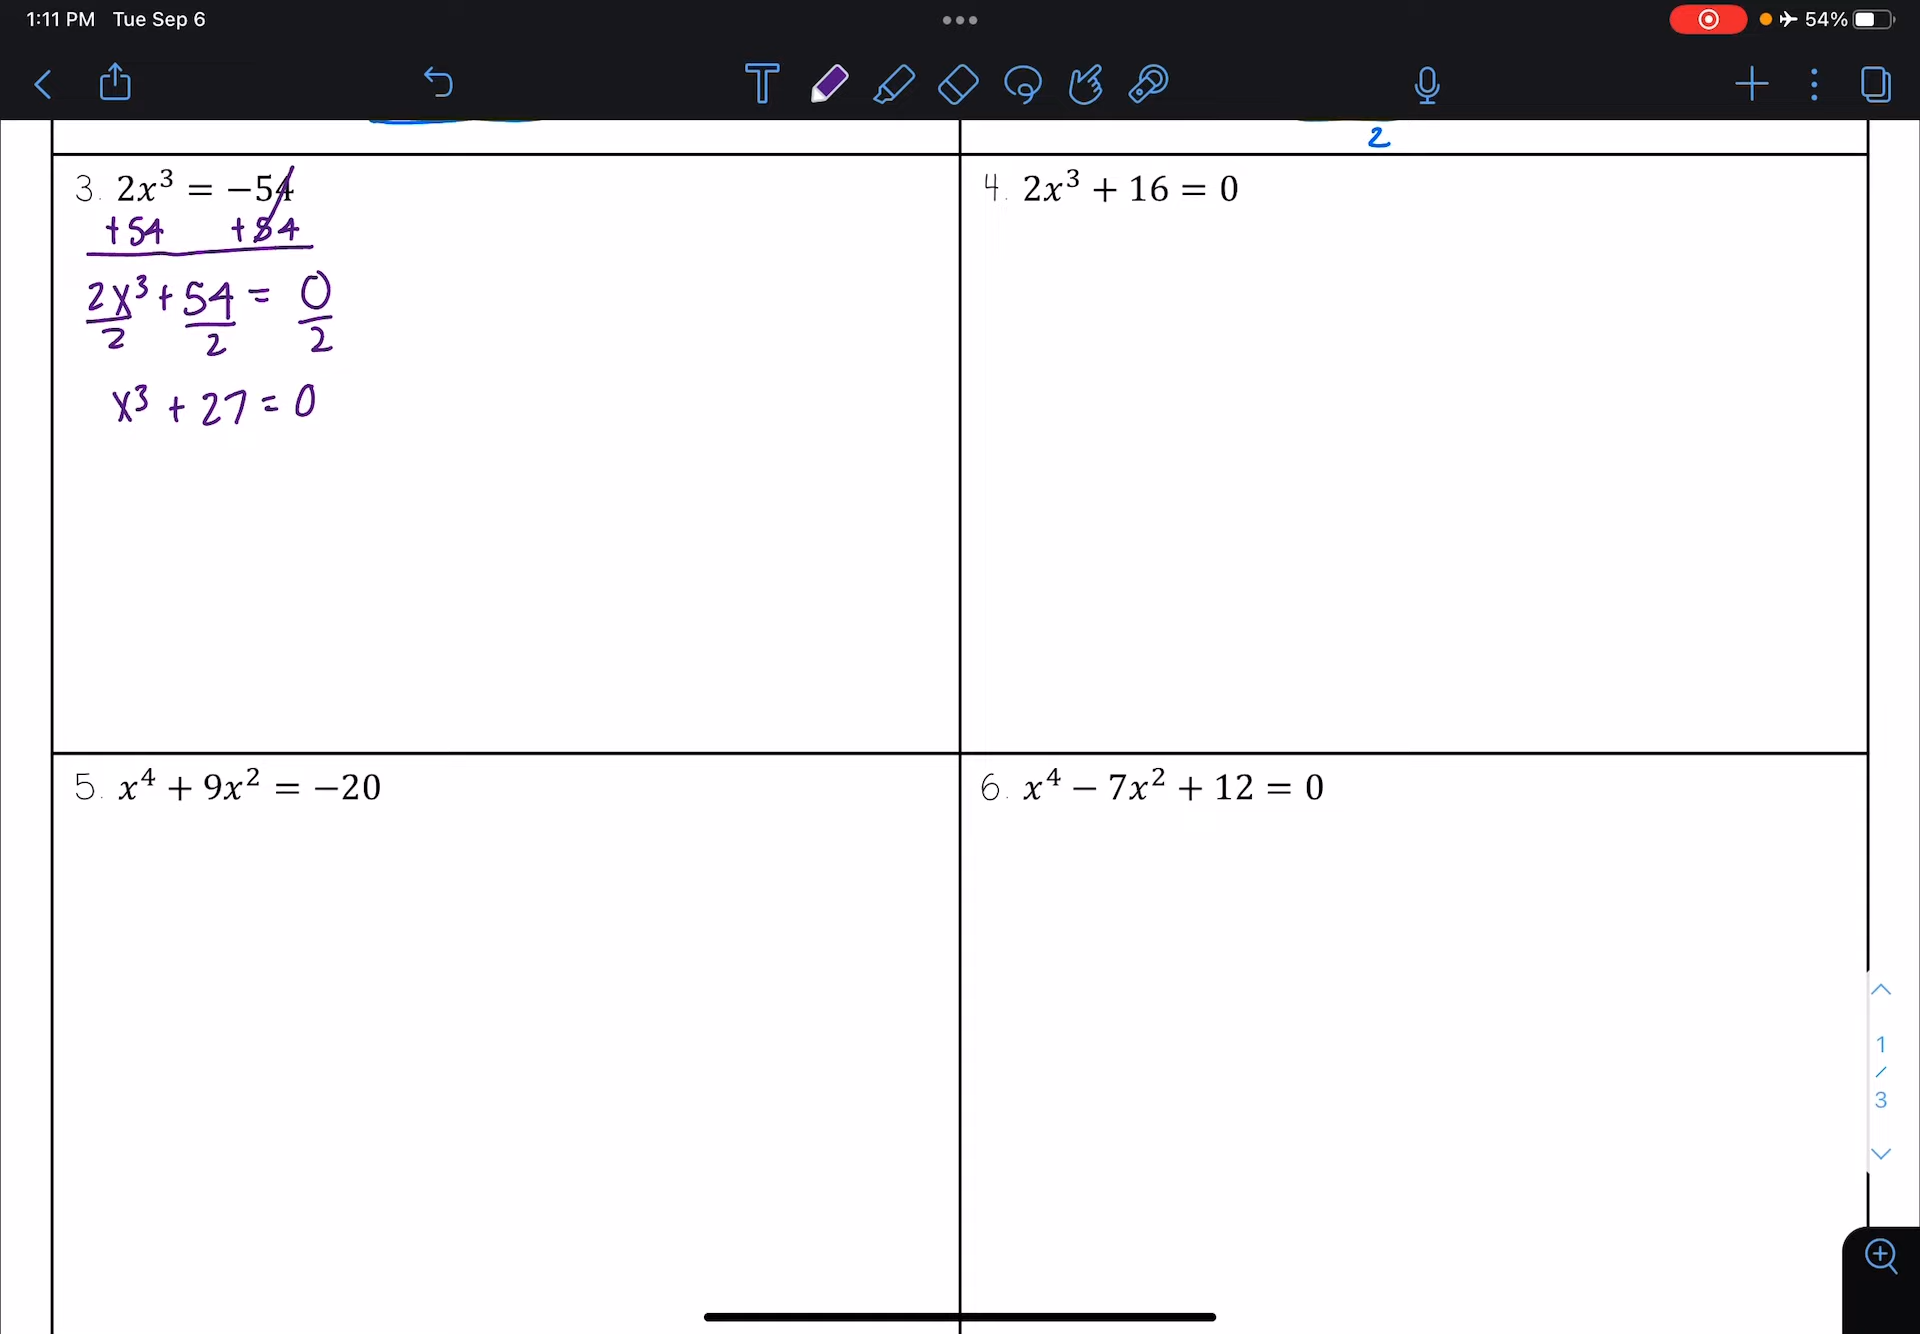 1:11 PM Tue Sep 6
54%
2
3. 2x³ = −54
+54 +54
2x³ + 54 = 0
2 2 2
x³ + 27 = 0
4. 2x³ + 16 = 0
5. x⁴ + 9x² = −20
6. x⁴ − 7x² + 12 = 0
1
/
3